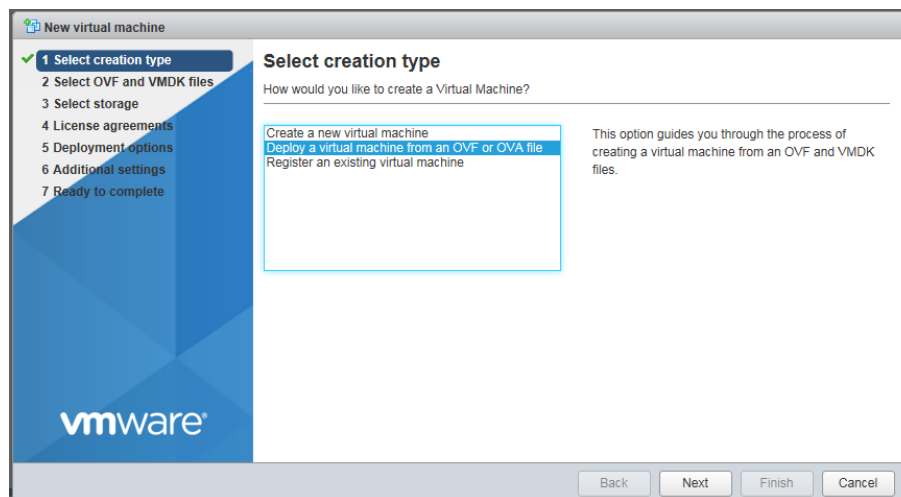 New virtual machine
1 Select creation type
2 Select OVF and VMDK files
3 Select storage
4 License agreements
5 Deployment options
6 Additional settings
7 Ready to complete
vmware®
Select creation type
How would you like to create a Virtual Machine?
Create a new virtual machine
Deploy a virtual machine from an OVF or OVA file
Register an existing virtual machine
This option guides you through the process of
creating a virtual machine from an OVF and VMDK
files.
Back
Next
Finish
Cancel